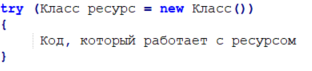 try (Класс ресурс = new Класс())
{
Код, который работает с ресурсом
}